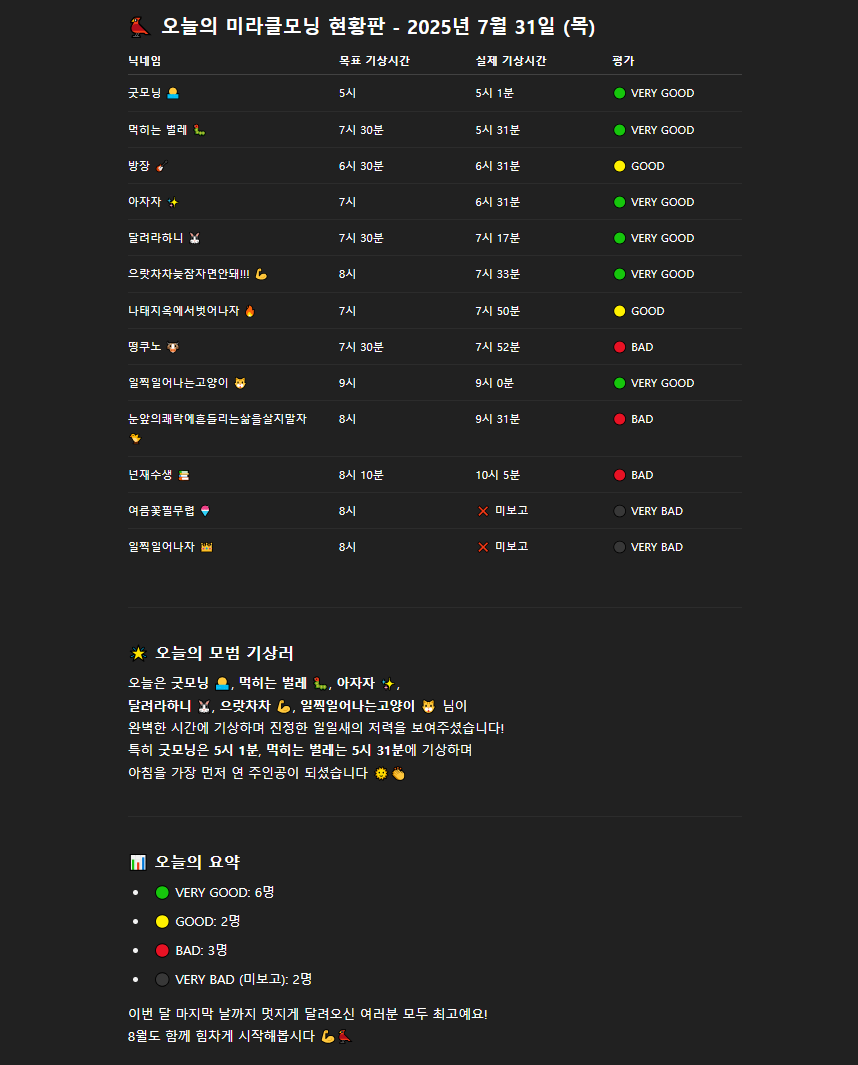 🐦‍🔥 오늘의 미라클모닝 현황판 - 2025년 7월 31일 (목)
닉네임 목표 기상시간 실제 기상시간 평가
굿모닝 🙂 5시 5시 1분 🟢 VERY GOOD
먹히는 벌레 🐛 7시 30분 5시 31분 🟢 VERY GOOD
방장 🎸 6시 30분 6시 31분 🟡 GOOD
아자자 ✨ 7시 6시 31분 🟢 VERY GOOD
달려라하니 🐰 7시 30분 7시 17분 🟢 VERY GOOD
으랏차차늦잠자면안돼!!! 💪 8시 7시 33분 🟢 VERY GOOD
나태지옥에서벗어나자 🔥 7시 7시 50분 🟡 GOOD
떵쿠노 🐮 7시 30분 7시 52분 🔴 BAD
일찍일어나는고양이 🐱 9시 9시 0분 🟢 VERY GOOD
눈앞의쾌락에흔들리는삶을살지말자 8시 9시 31분 🔴 BAD
🐤
넌재수생 📚 8시 10분 10시 5분 🔴 BAD
여름꽃필무렵 🍧 8시 ❌ 미보고 ⚫ VERY BAD
일찍일어나자 👑 8시 ❌ 미보고 ⚫ VERY BAD
🌟 오늘의 모범 기상러
오늘은 굿모닝 🙂, 먹히는 벌레 🐛, 아자자 ✨,
달려라하니 🐰, 으랏차차 💪, 일찍일어나는고양이 🐱 님이
완벽한 시간에 기상하며 진정한 일일새의 저력을 보여주셨습니다!
특히 굿모닝은 5시 1분, 먹히는 벌레는 5시 31분에 기상하며
아침을 가장 먼저 연 주인공이 되셨습니다 🌞👏
📊 오늘의 요약
• 🟢 VERY GOOD: 6명
• 🟡 GOOD: 2명
• 🔴 BAD: 3명
• ⚫ VERY BAD (미보고): 2명
이번 달 마지막 날까지 멋지게 달려오신 여러분 모두 최고예요!
8월도 함께 힘차게 시작해봅시다 💪🐦‍🔥